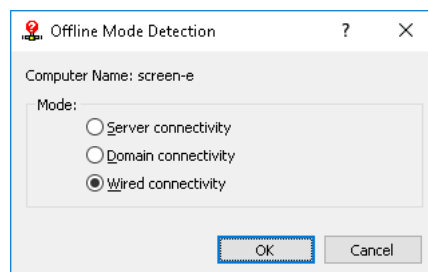 Offline Mode Detection
?
Computer Name: screen-e
Mode:
Server connectivity
Domain connectivity
Wired connectivity
OK
Cancel